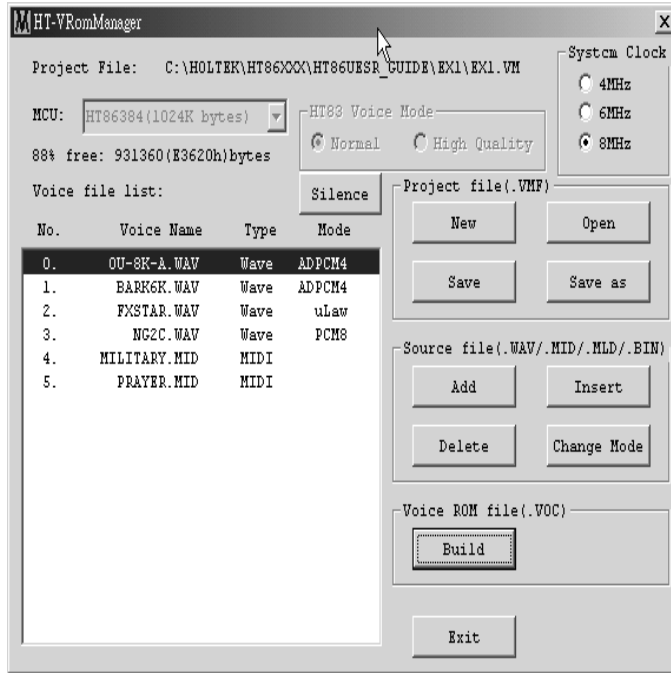 HT-VRomManager
X
Project File: C:\HOLTEK\HT86XXX\HT86UESR_GUIDE\EX1\EX1.VM
System Clock
4MHz
6MHz
8MHz
MCU: HT86384(1024K bytes)
HT83 Voice Mode
Normal High Quality
88% free: 931360(E3620h)bytes
Voice file list:
Silence
No. Voice Name Type Mode
0. OU-8K-A.WAV Wave ADPCM4
1. BARK6K.WAV Wave ADPCM4
2. FXSTAR.WAV Wave uLaw
3. NG2C.WAV Wave PCM8
4. MILITARY.MID MIDI
5. PRAYER.MID MIDI
Project file(.VMF)
New Open
Save Save as
Source file(.WAV/.MID/.MLD/.BIN)
Add Insert
Delete Change Mode
Voice ROM file(.VOC)
Build
Exit